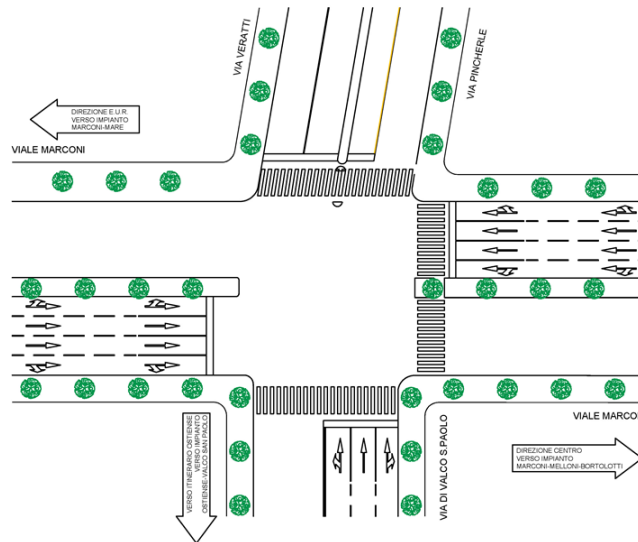 VIA VERATTI
VIA PINCHERLE
DIREZIONE E.U.R.
VERSO IMPIANTO
MARCONI-MARE
VIALE MARCONI
VIALE MARCO
VERSO ITINERARIO OSTIENSE
VERSO IMPIANTO
OSTIENSE-VALCO SAN PAOLO
VIA DI VALCO S.PAOLO
DIREZIONE CENTRO
VERSO IMPIANTO
MARCONI-MELLONI-BORTOLOTTI